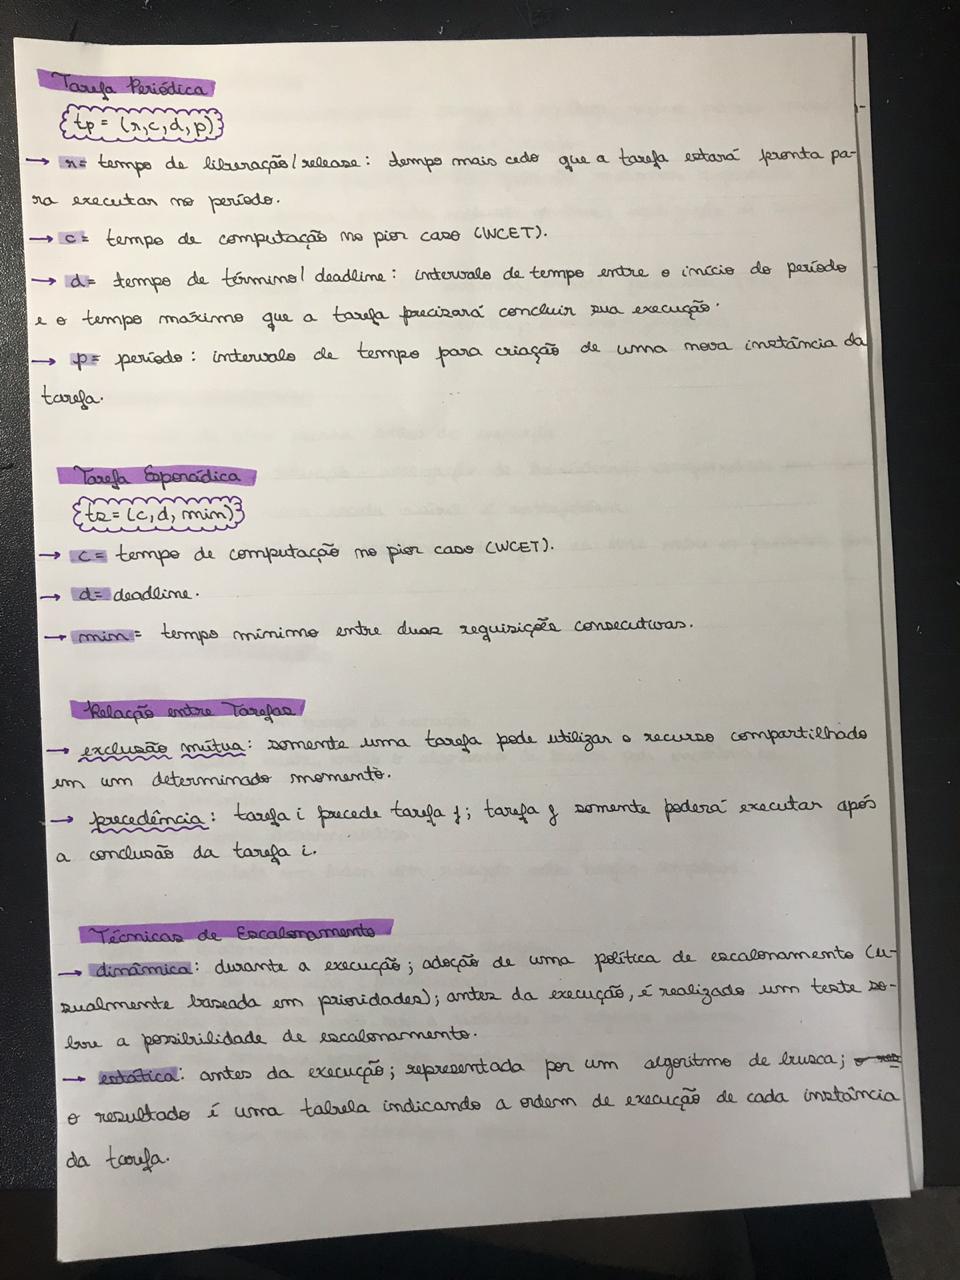 Tarefa Periódica
tp = (r,c,d,p)
→ r= tempo de liberação/release: tempo mais cedo que a tarefa estará pronta pa-
ra executar no período.
→ c= tempo de computação no pior caso (WCET).
→ d= tempo de término/deadline: intervalo de tempo entre o início do período
e o tempo máximo que a tarefa precizará concluir sua execução.
→ p= período: intervalo de tempo para criação de uma nova instância da
tarefa.
Tarefa Esporádica
ts = (c, d, min)
→ c= tempo de computação no pior caso (WCET).
→ d= deadline.
→ min= tempo mínimo entre duas requisições consecutivas.
Relação entre Tarefas
→ exclusão mútua: somente uma tarefa pode utilizar o recurso compartilhado
em um determinado momento.
→ precedência: tarefa i precede tarefa j; tarefa j somente poderá executar após
a conclusão da tarefa i.
Técnicas de Escalonamento
→ dinâmica: durante a execução; adoção de uma política de escalonamento (u-
sualmente baseada em prioridades); antes da execução, é realizado um teste so-
bre a possibilidade de escalonamento.
→ estática: antes da execução; representada por um algoritmo de busca;
o resultado é uma tabela indicando a ordem de execução de cada instância
da tarefa.